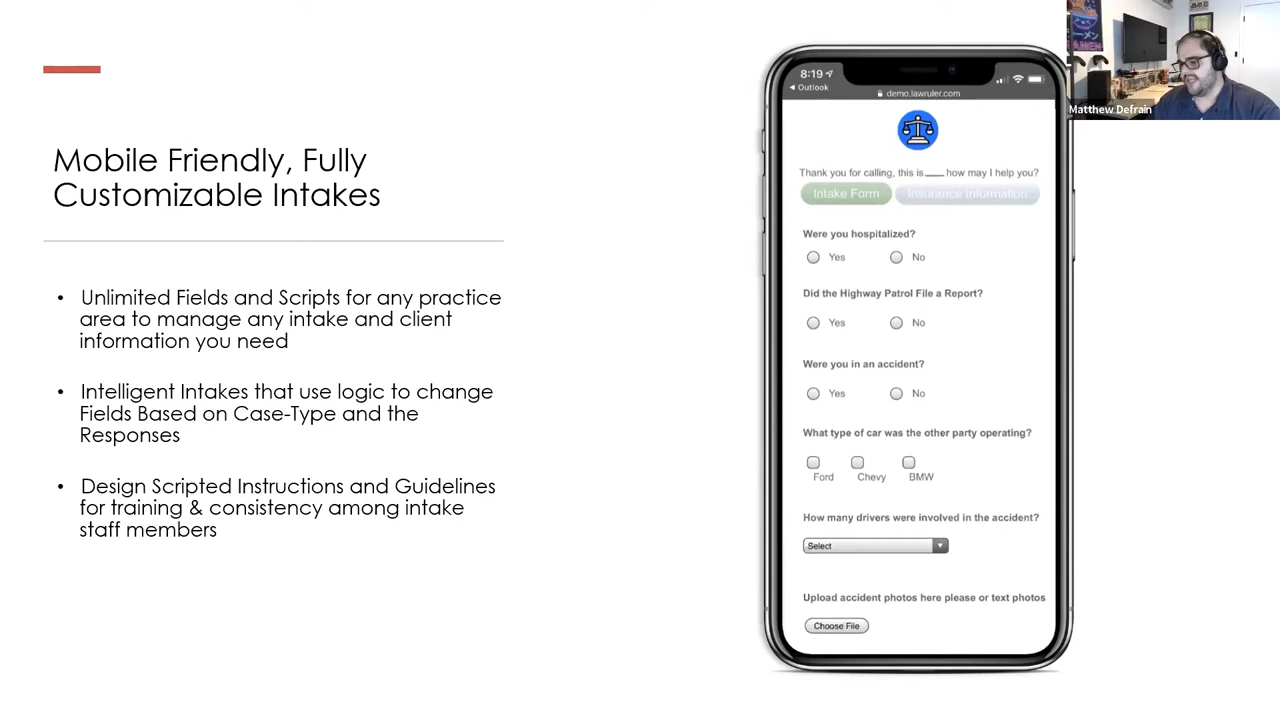 Mobile Friendly, Fully
Customizable Intakes
• Unlimited Fields and Scripts for any practice
area to manage any intake and client
information you need
• Intelligent Intakes that use logic to change
Fields Based on Case-Type and the
Responses
• Design Scripted Instructions and Guidelines
for training & consistency among intake
staff members
8:19
Outlook
demo.lawruler.com
Thank you for calling, this is ___ how may I help you?
Intake Form Insurance Information
Were you hospitalized?
Yes No
Did the Highway Patrol File a Report?
Yes No
Were you in an accident?
Yes No
What type of car was the other party operating?
Ford Chevy BMW
How many drivers were involved in the accident?
Select
Upload accident photos here please or text photos
Choose File
メン
RAMEN
Matthew Defrain